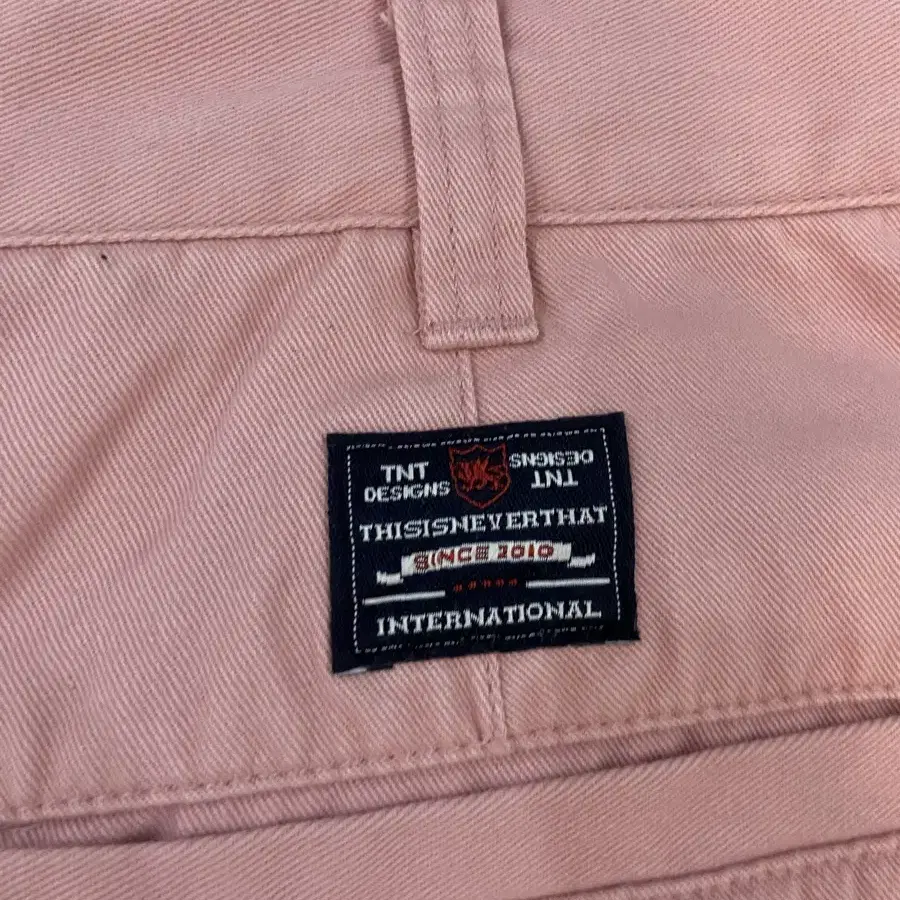 TNT
DESIGNS
TNT
DESIGNS
THISISNEVERTHAT
SINCE 2010
INTERNATIONAL